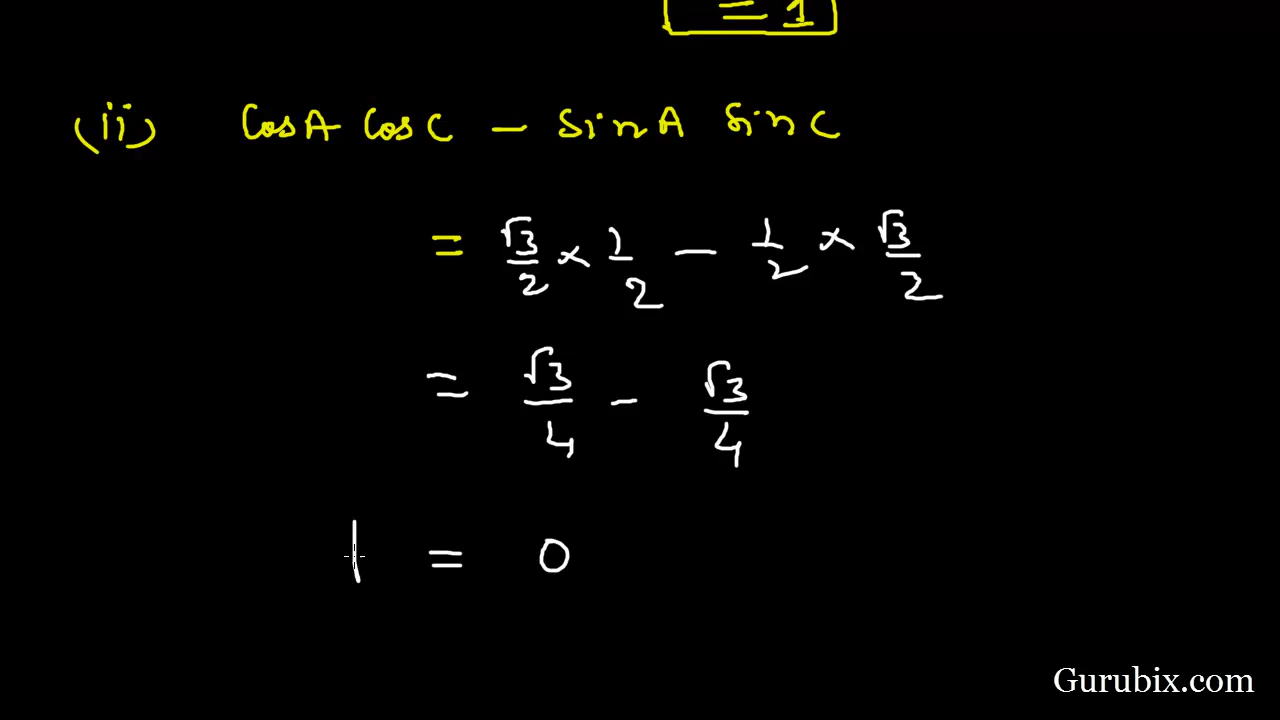 = 1
(ii) CosA CosC - SinA SinC
= √3/2 × 1/2 - 1/2 × √3/2
= √3/4 - √3/4
= 0
Gurubix.com